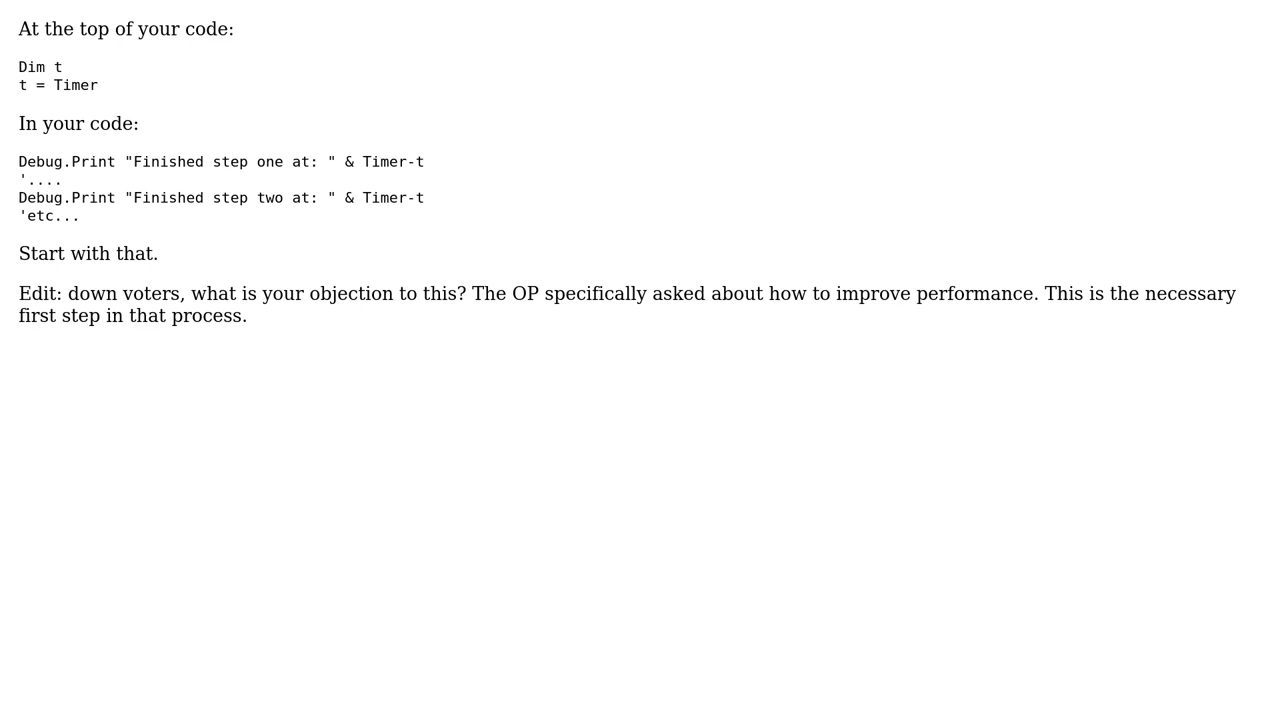 At the top of your code:
Dim t
t = Timer
In your code:
Debug.Print "Finished step one at: " & Timer-t
'....
Debug.Print "Finished step two at: " & Timer-t
'etc...
Start with that.
Edit: down voters, what is your objection to this? The OP specifically asked about how to improve performance. This is the necessary
first step in that process.